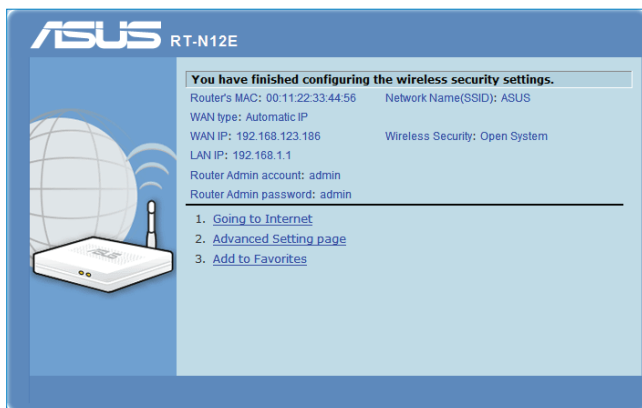 ASUS RT-N12E
You have finished configuring the wireless security settings.
Router's MAC: 00:11:22:33:44:56 Network Name(SSID): ASUS
WAN type: Automatic IP
WAN IP: 192.168.123.186 Wireless Security: Open System
LAN IP: 192.168.1.1
Router Admin account: admin
Router Admin password: admin
1. Going to Internet
2. Advanced Setting page
3. Add to Favorites
ASUS